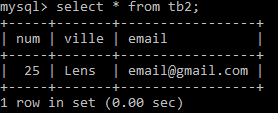 mysql> select * from tb2;
+-----+-------+-----------------+
| num | ville | email           |
+-----+-------+-----------------+
|  25 | Lens  | email@gmail.com |
+-----+-------+-----------------+
1 row in set (0.00 sec)